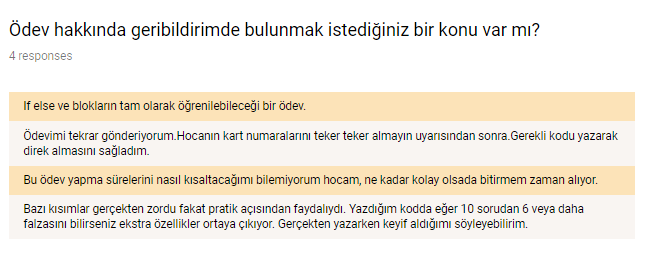 Ödev hakkında geribildirimde bulunmak istediğiniz bir konu var mı?
4 responses
If else ve blokların tam olarak öğrenilebileceği bir ödev.
Ödevimi tekrar gönderiyorum.Hocanın kart numaralarını teker teker almayın uyarısından sonra.Gerekli kodu yazarak
direk almasını sağladım.
Bu ödev yapma sürelerini nasıl kısaltacağımı bilemiyorum hocam, ne kadar kolay olsada bitirmem zaman alıyor.
Bazı kısımlar gerçekten zordu fakat pratik açısından faydalıydı. Yazdığım kodda eğer 10 sorudan 6 veya daha
falzasını bilirseniz ekstra özellikler ortaya çıkıyor. Gerçekten yazarken keyif aldığımı söyleyebilirim.